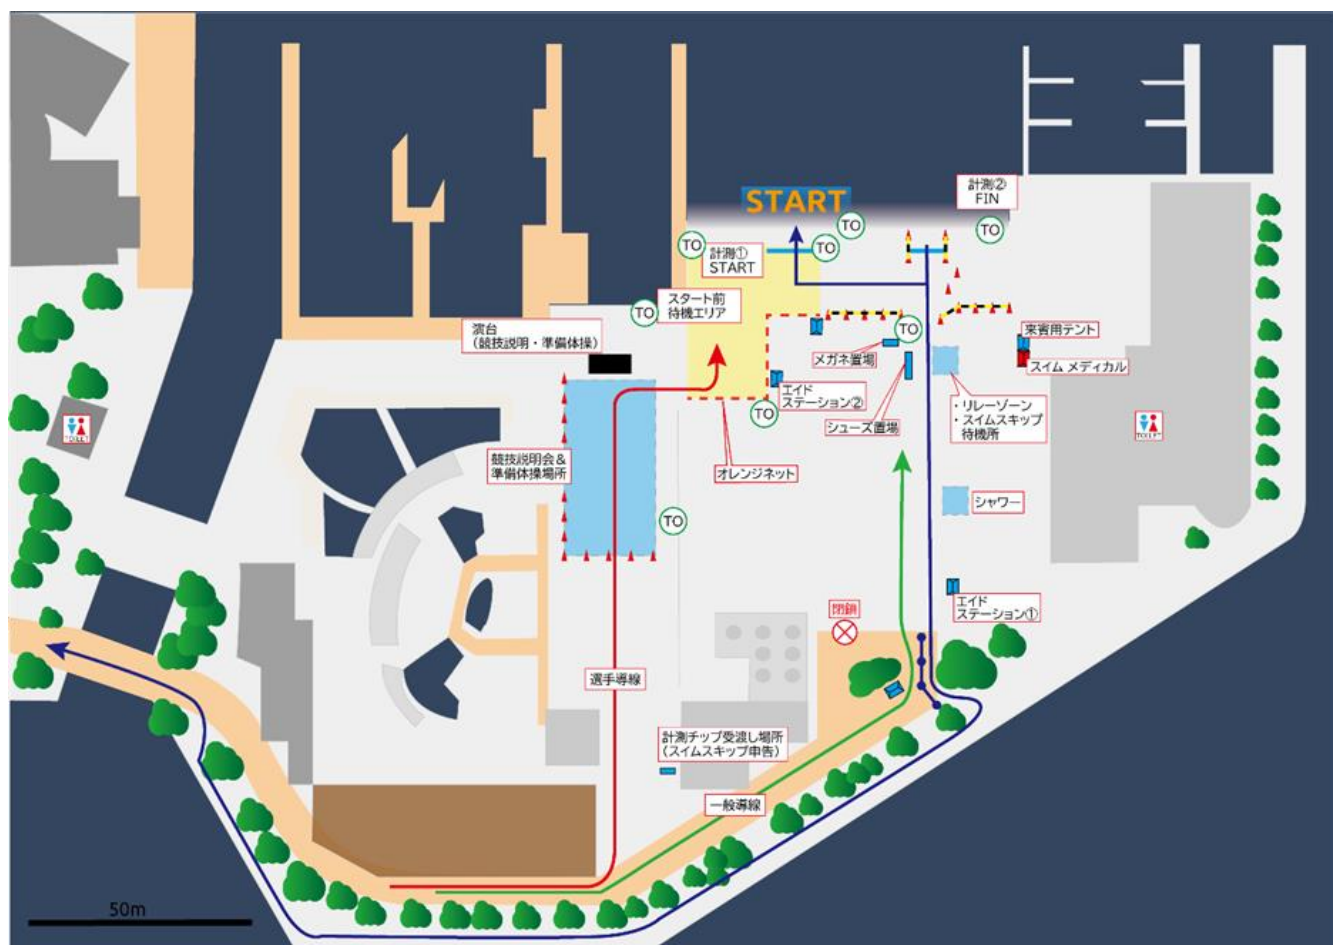 START
計測②
FIN
TO
TO
TO
TO
TO
計測①
START
TO
スタート前
待機エリア
TO
演台
(競技説明・準備体操)
メガネ置場
来賓用テント
スイム メディカル
エイド
ステーション②
・リレーゾーン
・スイムスキップ
待機所
TO
シューズ置場
TOILET
TOILET
競技説明会&
準備体操場所
オレンジネット
シャワー
TO
エイド
ステーション①
閉鎖
選手導線
計測チップ受渡し場所
(スイムスキップ申告)
一般導線
50m